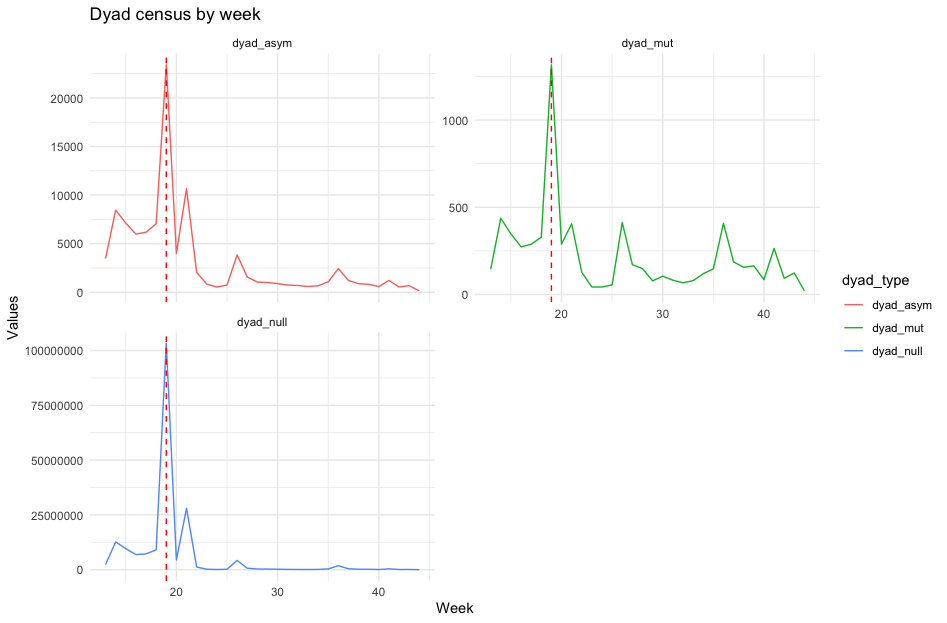 Dyad census by week
dyad_asym
dyad_mut
20000
15000
10000
5000
0
1000
500
0
20
30
40
dyad_null
100000000
75000000
50000000
25000000
0
20
30
40
Values
Week
dyad_type
dyad_asym
dyad_mut
dyad_null